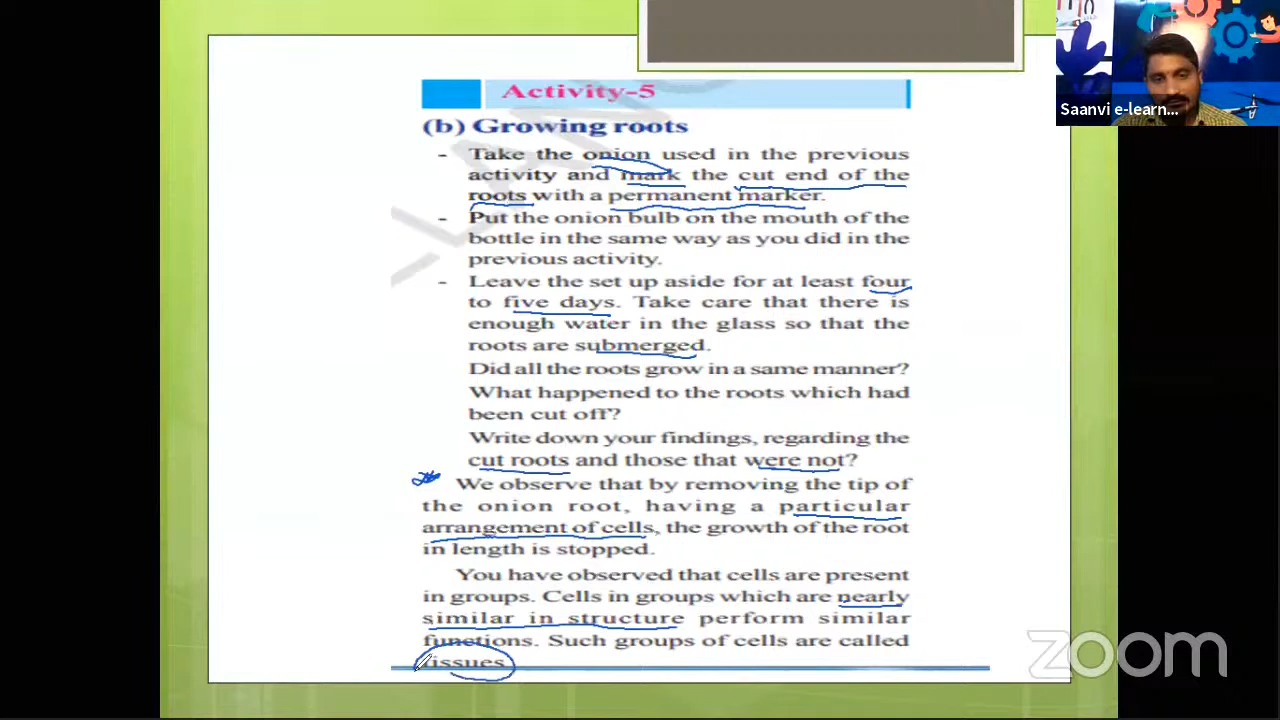 Activity-5
(b) Growing roots
- Take the onion used in the previous
activity and mark the cut end of the
roots with a permanent marker.
- Put the onion bulb on the mouth of the
bottle in the same way as you did in the
previous activity.
- Leave the set up aside for at least four
to five days. Take care that there is
enough water in the glass so that the
roots are submerged.
Did all the roots grow in a same manner?
What happened to the roots which had
been cut off?
Write down your findings, regarding the
cut roots and those that were not?
We observe that by removing the tip of
the onion root, having a particular
arrangement of cells, the growth of the root
in length is stopped.
You have observed that cells are present
in groups. Cells in groups which are nearly
similar in structure perform similar
functions. Such groups of cells are called
tissues.
Saanvi e-learn...
zoom